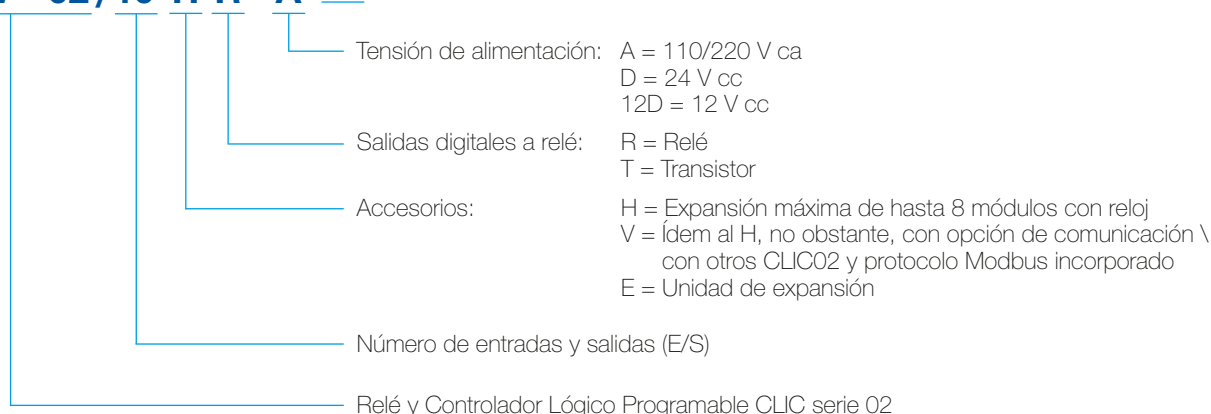 Tensión de alimentación: A = 110/220 V ca
D = 24 V cc
12D = 12 V cc
Salidas digitales a relé: R = Relé
T = Transistor
Accesorios: H = Expansión máxima de hasta 8 módulos con reloj
V = Ídem al H, no obstante, con opción de comunicación \
con otros CLIC02 y protocolo Modbus incorporado
E = Unidad de expansión
Número de entradas y salidas (E/S)
Relé y Controlador Lógico Programable CLIC serie 02